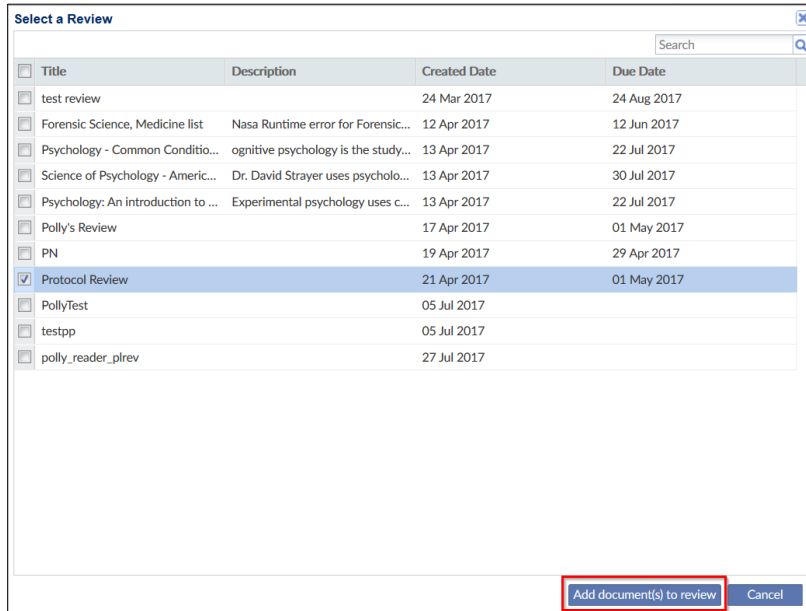 Select a Review
Search
Title Description Created Date Due Date
test review 24 Mar 2017 24 Aug 2017
Forensic Science, Medicine list Nasa Runtime error for Forensic... 12 Apr 2017 12 Jun 2017
Psychology - Common Conditio... ognitive psychology is the study... 13 Apr 2017 22 Jul 2017
Science of Psychology - Americ... Dr. David Strayer uses psycholo... 13 Apr 2017 30 Jul 2017
Psychology: An introduction to ... Experimental psychology uses c... 13 Apr 2017 22 Jul 2017
Polly's Review 17 Apr 2017 01 May 2017
PN 19 Apr 2017 29 Apr 2017
Protocol Review 21 Apr 2017 01 May 2017
PollyTest 05 Jul 2017
testpp 05 Jul 2017
polly_reader_plrev 27 Jul 2017
Add document(s) to review Cancel